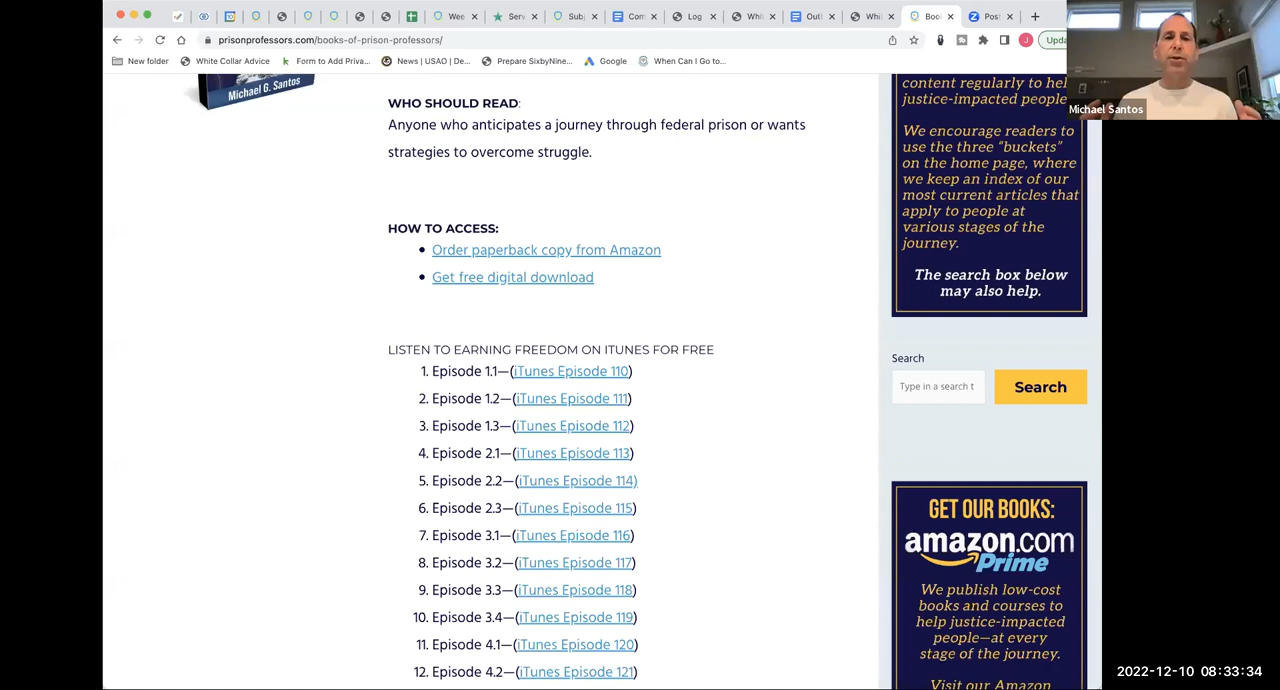 Wee
Serv
Sub
Com
Log
Whi
Outl
Whi
Boo
Post
prisonprofessors.com/books-of-prison-professors/
Upda
New folder
White Collar Advice
Form to Add Priva...
News | USAO | De...
Prepare SixbyNine...
Google
When Can I Go to...
Michael Santos
Michael G. Santos
WHO SHOULD READ:
Anyone who anticipates a journey through federal prison or wants
strategies to overcome struggle.
HOW TO ACCESS:
Order paperback copy from Amazon
Get free digital download
LISTEN TO EARNING FREEDOM ON ITUNES FOR FREE
1. Episode 1.1—(iTunes Episode 110)
2. Episode 1.2—(iTunes Episode 111)
3. Episode 1.3—(iTunes Episode 112)
4. Episode 2.1—(iTunes Episode 113)
5. Episode 2.2—(iTunes Episode 114)
6. Episode 2.3—(iTunes Episode 115)
7. Episode 3.1—(iTunes Episode 116)
8. Episode 3.2—(iTunes Episode 117)
9. Episode 3.3—(iTunes Episode 118)
10. Episode 3.4—(iTunes Episode 119)
11. Episode 4.1—(iTunes Episode 120)
12. Episode 4.2—(iTunes Episode 121)
content regularly to help
justice-impacted people
We encourage readers to
use the three "buckets"
on the home page, where
we keep an index of our
most current articles that
apply to people at
various stages of the
journey.
The search box below
may also help.
Search
Type in a search t
Search
GET OUR BOOKS:
amazon.com
Prime
We publish low-cost
books and courses to
help justice-impacted
people—at every
stage of the journey.
Visit our Amazon
2022-12-10 08:33:34